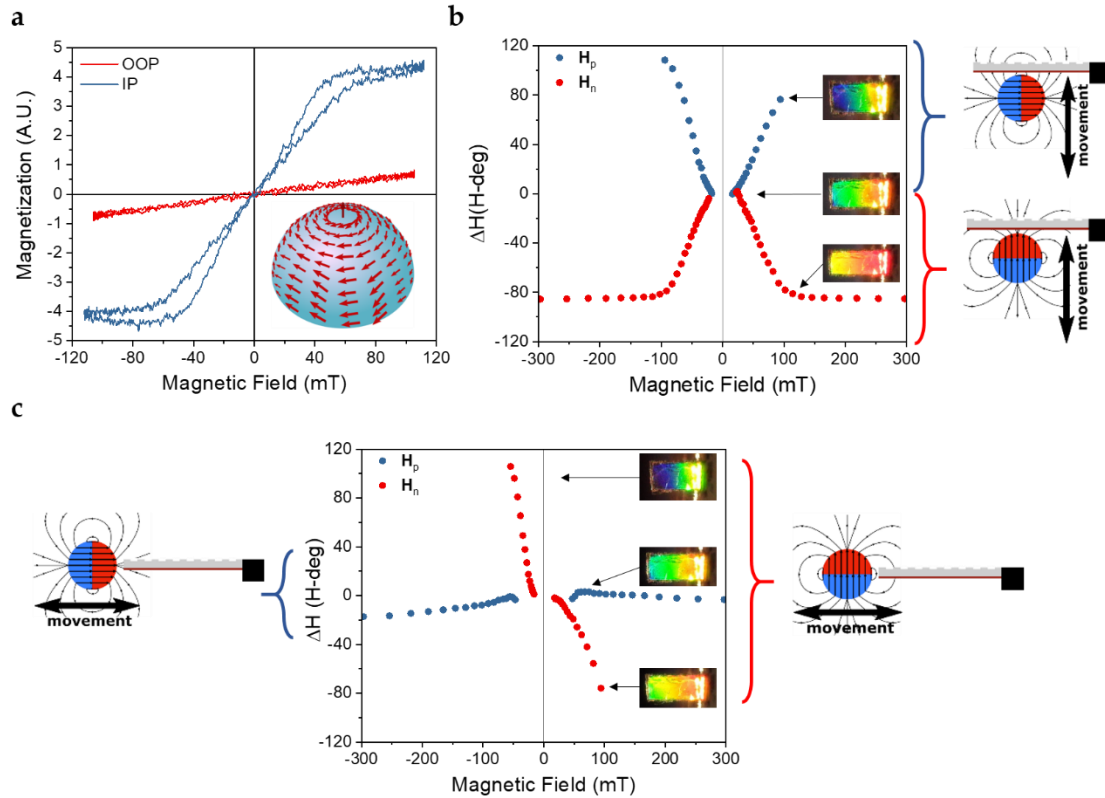 a
OOP
IP
Magnetization (A.U.)
5
4
3
2
1
0
-1
-2
-3
-4
5
-120
-80
-40
0
40
80
120
Magnetic Field (mT)
b
Hp
Hn
ΔH(H-deg)
120
80
40
0
-40
-80
-120
-300
-200
-100
0
100
200
300
Magnetic Field (mT)
movement
movement
c
Hp
Hn
ΔH (H-deg)
120
80
40
0
-40
-80
-120
-300
-200
-100
0
100
200
300
Magnetic Field (mT)
movement
movement